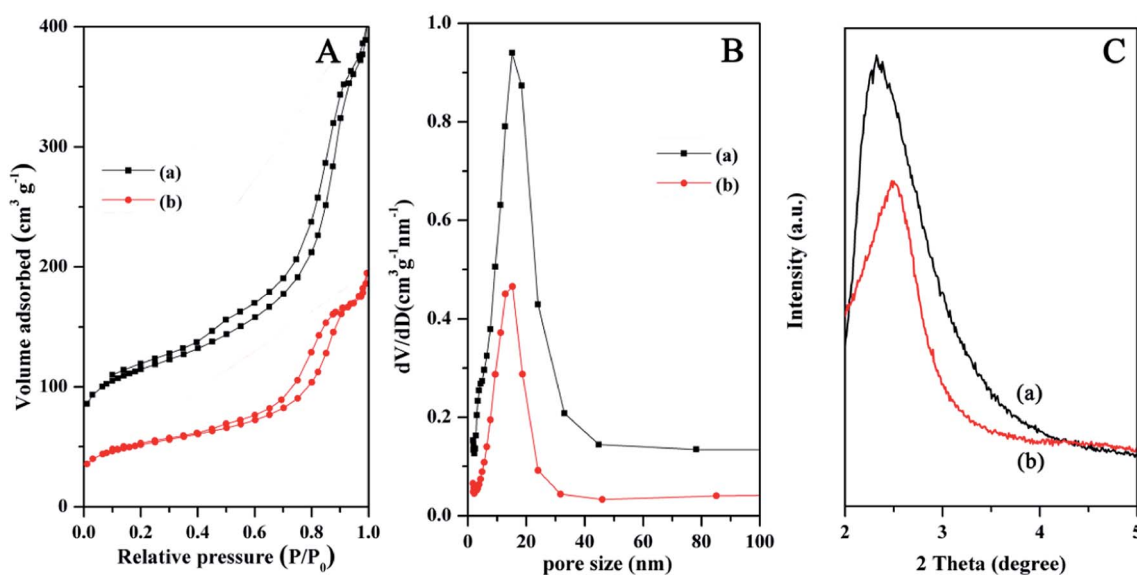 A
(a)
(b)
400
300
200
100
0
0.0 0.2 0.4 0.6 0.8 1.0
Volume adsorbed (cm³ g⁻¹)
Relative pressure (P/P₀)
B
(a)
(b)
1.0
0.8
0.6
0.4
0.2
0.0
0 20 40 60 80 100
dV/dD(cm³g⁻¹nm⁻¹)
pore size (nm)
C
(a)
(b)
2 3 4 5
Intensity (a.u.)
2 Theta (degree)